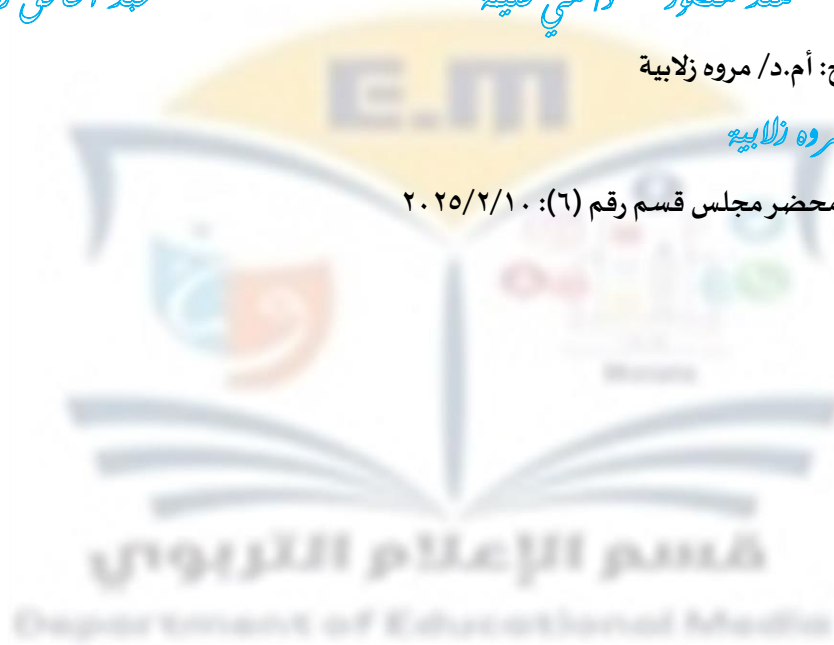 ح: أ.م.د/ مروه زلابية
مروه زلابية
محضر مجلس قسم رقم (٦): ٢٠٢٥/٢/١٠
E.M
قسم الإعلام التربوي
Department of Educational Media